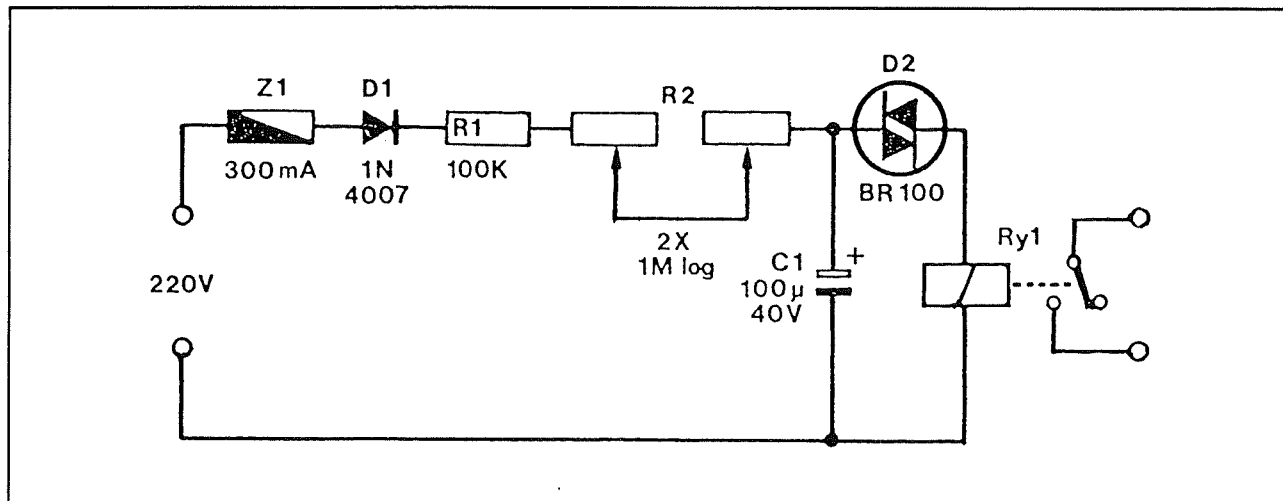 Z1
300mA
D1
1N
4007
R1
100K
R2
2X
1M log
D2
BR100
C1
+
100µ
40V
Ry1
220V